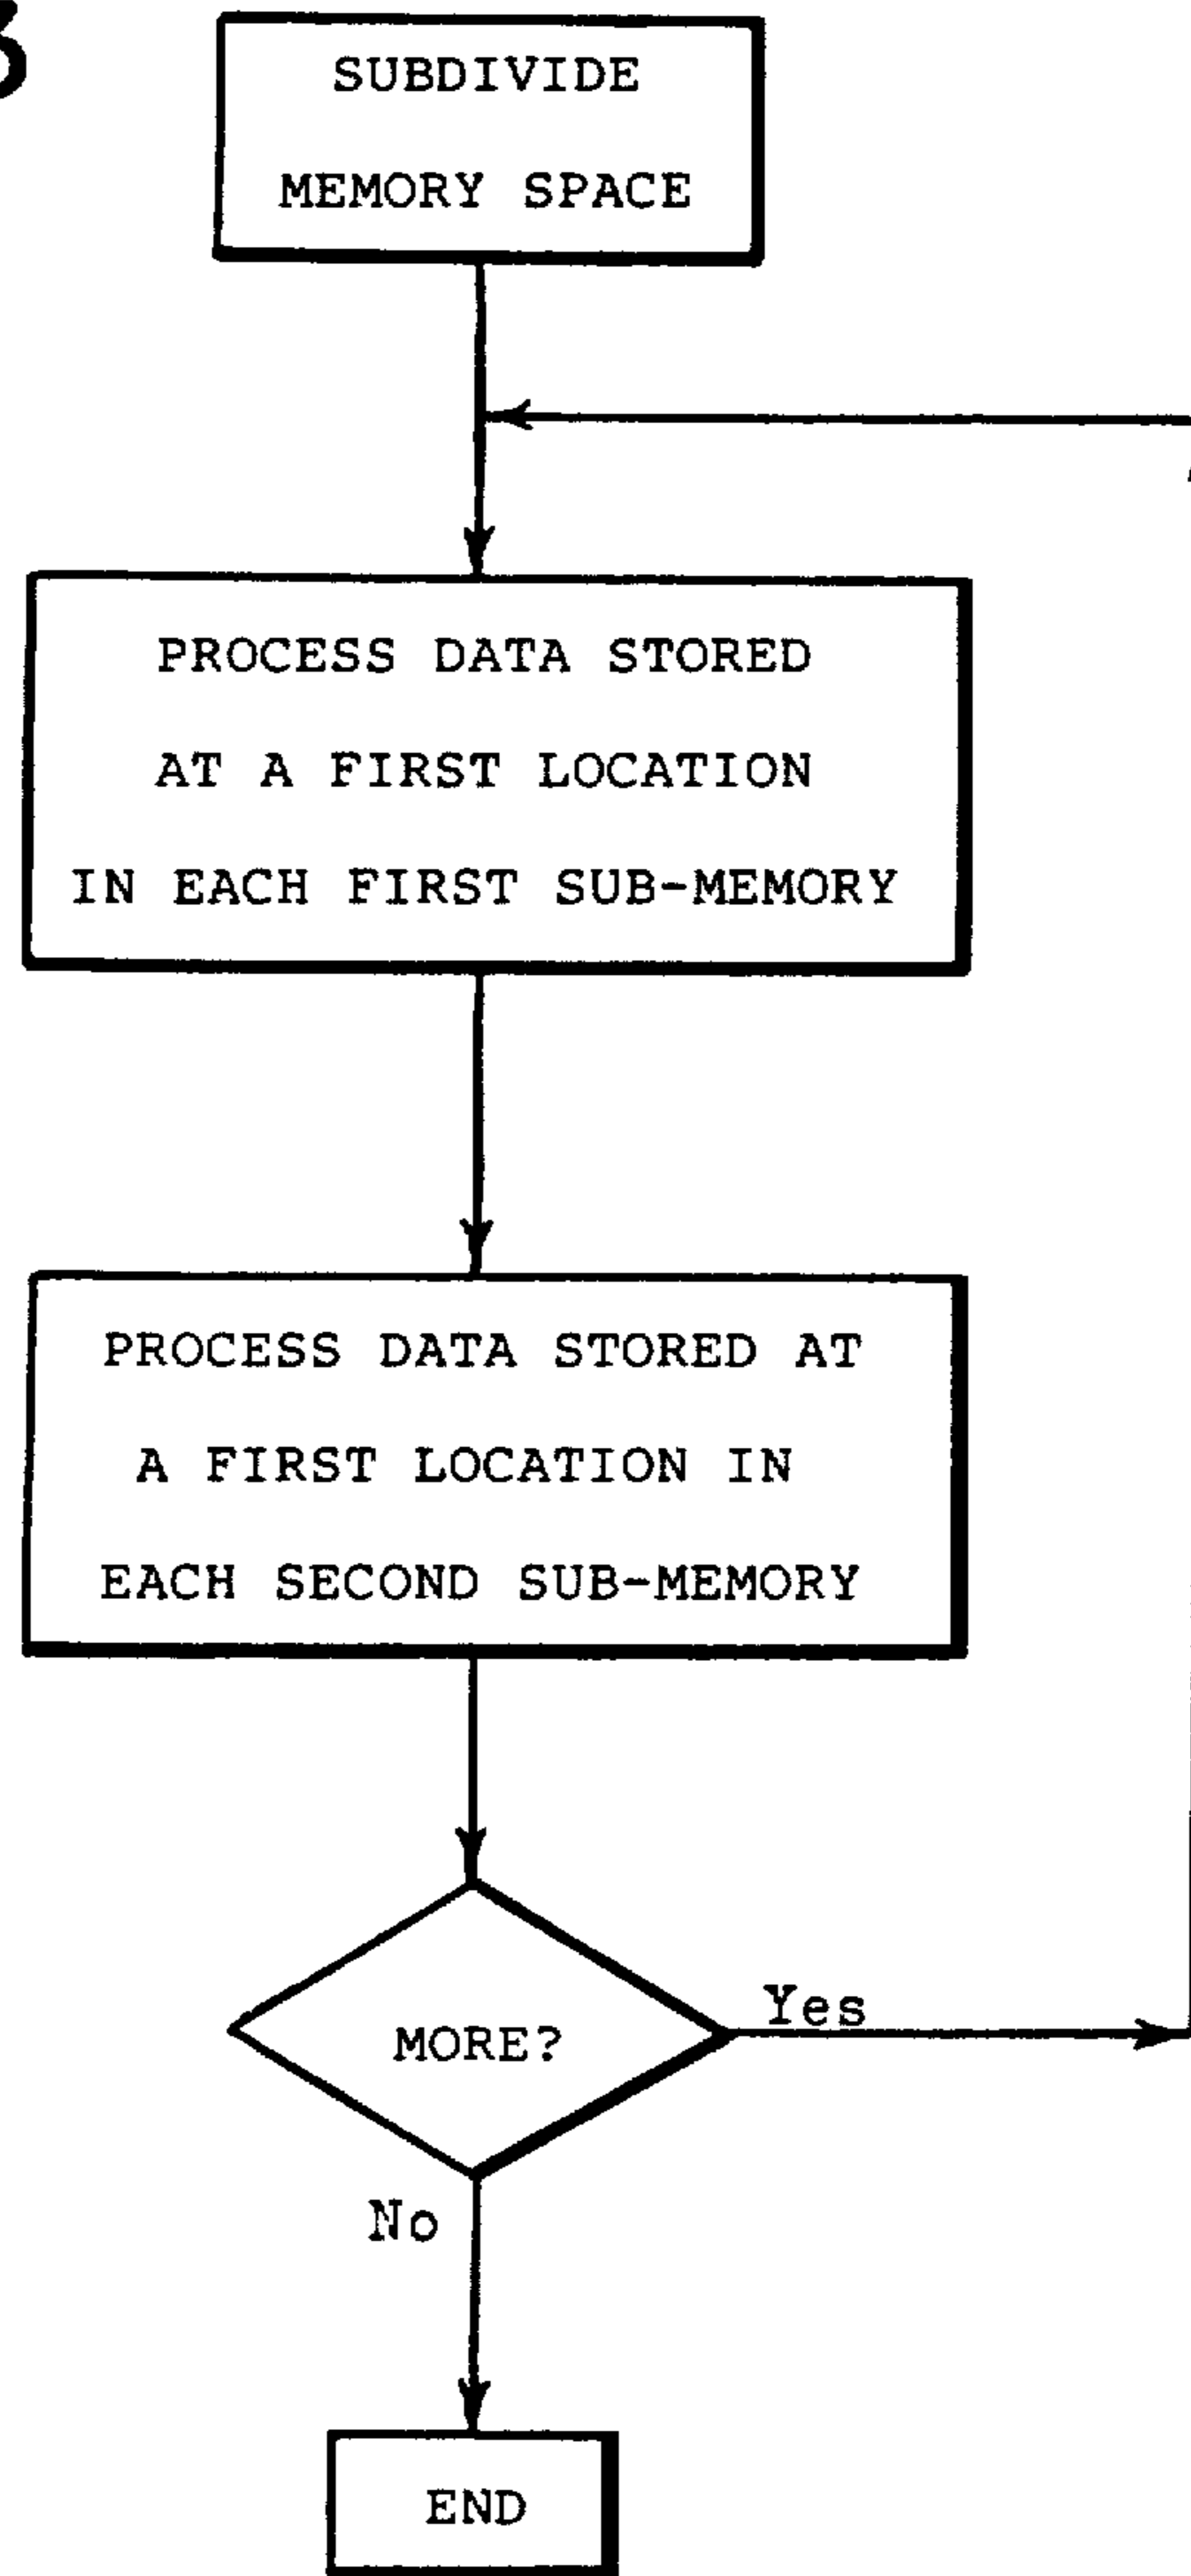 3
SUBDIVIDE
MEMORY SPACE
PROCESS DATA STORED
AT A FIRST LOCATION
IN EACH FIRST SUB-MEMORY
PROCESS DATA STORED AT
A FIRST LOCATION IN
EACH SECOND SUB-MEMORY
MORE?
Yes
No
END